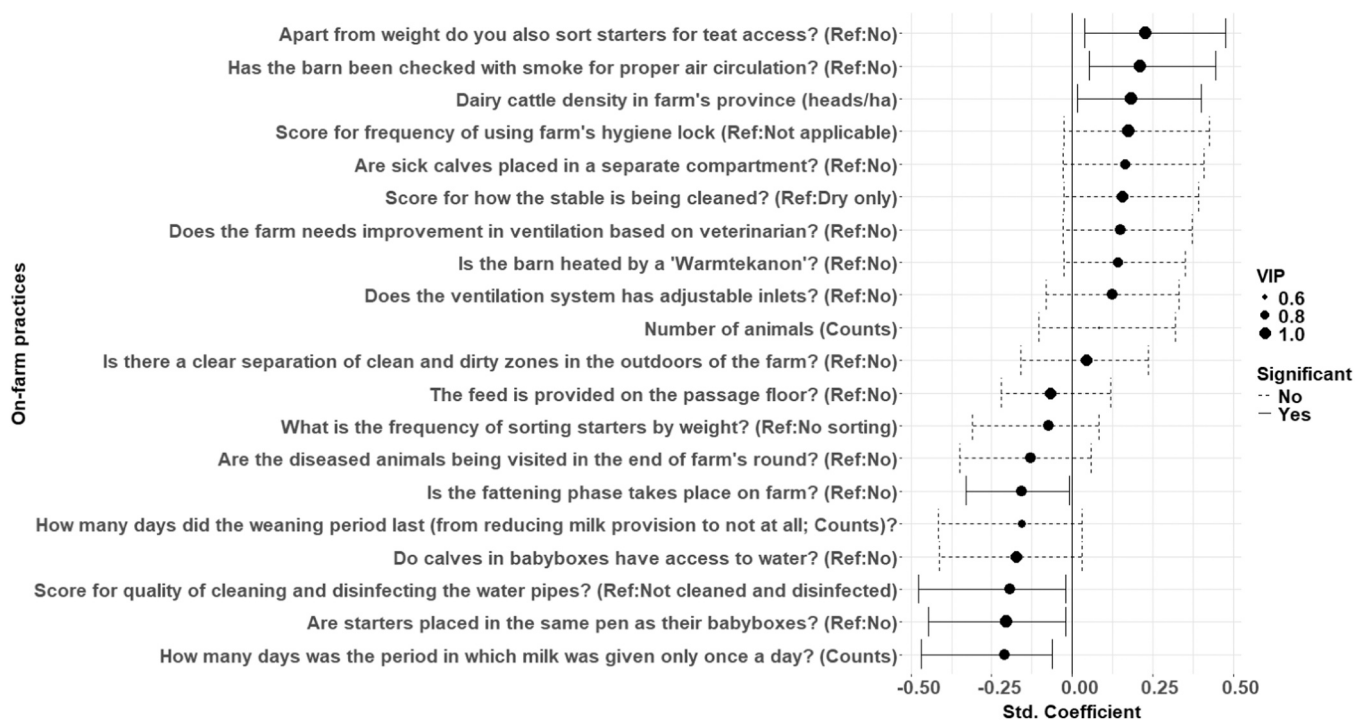 Apart from weight do you also sort starters for teat access? (Ref:No)
Has the barn been checked with smoke for proper air circulation? (Ref:No)
Dairy cattle density in farm's province (heads/ha)
Score for frequency of using farm's hygiene lock (Ref:Not applicable)
Are sick calves placed in a separate compartment? (Ref:No)
Score for how the stable is being cleaned? (Ref:Dry only)
Does the farm needs improvement in ventilation based on veterinarian? (Ref:No)
Is the barn heated by a 'Warmtekanon'? (Ref:No)
Does the ventilation system has adjustable inlets? (Ref:No)
Number of animals (Counts)
Is there a clear separation of clean and dirty zones in the outdoors of the farm? (Ref:No)
The feed is provided on the passage floor? (Ref:No)
What is the frequency of sorting starters by weight? (Ref:No sorting)
Are the diseased animals being visited in the end of farm's round? (Ref:No)
Is the fattening phase takes place on farm? (Ref:No)
How many days did the weaning period last (from reducing milk provision to not at all; Counts)?
Do calves in babyboxes have access to water? (Ref:No)
Score for quality of cleaning and disinfecting the water pipes? (Ref:Not cleaned and disinfected)
Are starters placed in the same pen as their babyboxes? (Ref:No)
How many days was the period in which milk was given only once a day? (Counts)
On-farm practices
-0.50 -0.25 0.00 0.25 0.50
Std. Coefficient
VIP
0.6
0.8
1.0
Significant
No
Yes